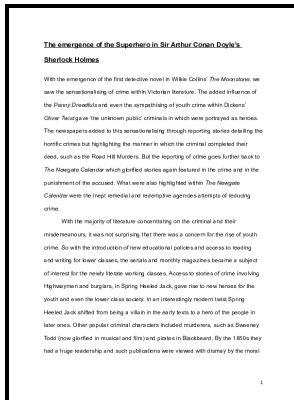 The emergence of the Superhero in Sir Arthur Conan Doyle's
Sherlock Holmes
With the emergence of the first detective novel in Wilkie Collins' The Moonstone, we
saw the sensationalising of crime within Victorian literature. The added influence of
the Penny Dreadfuls and even the sympathising of youth crime within Dickens'
Oliver Twist gave 'the unknown public' criminals in which were portrayed as heroes.
The newspapers added to this sensationalising through reporting stories detailing the
horrific crimes but highlighting the manner in which the criminal completed their
deed, such as the Road Hill Murders. But the reporting of crime goes further back to
The Newgate Calendar which glorified stories again featured in the crime and in the
punishment of the accused. What were also highlighted within The Newgate
Calendar were the inept remedial and redemptive agencies attempts of reducing
crime.
With the majority of literature concentrating on the criminal and their
misdemeanours, it was not surprising that there was a concern for the rise of youth
crime. So with the introduction of new educational policies and access to reading
and writing for lower classes, the serials and monthly magazines became a subject
of interest for the newly literate working classes. Access to stories of crime involving
Highwaymen and burglars, in Spring Heeled Jack, gave rise to new heroes for the
youth and even the lower class society. In an interestingly modern twist Spring
Heeled Jack shifted from being a villain in the early texts to a hero of the people in
later ones. Other popular criminal characters included murderers, such as Sweeney
Todd (now glorified in musical and film) and pirates in Blackbeard. By the 1850s they
had a huge readership and such publications were viewed with dismay by the moral
1